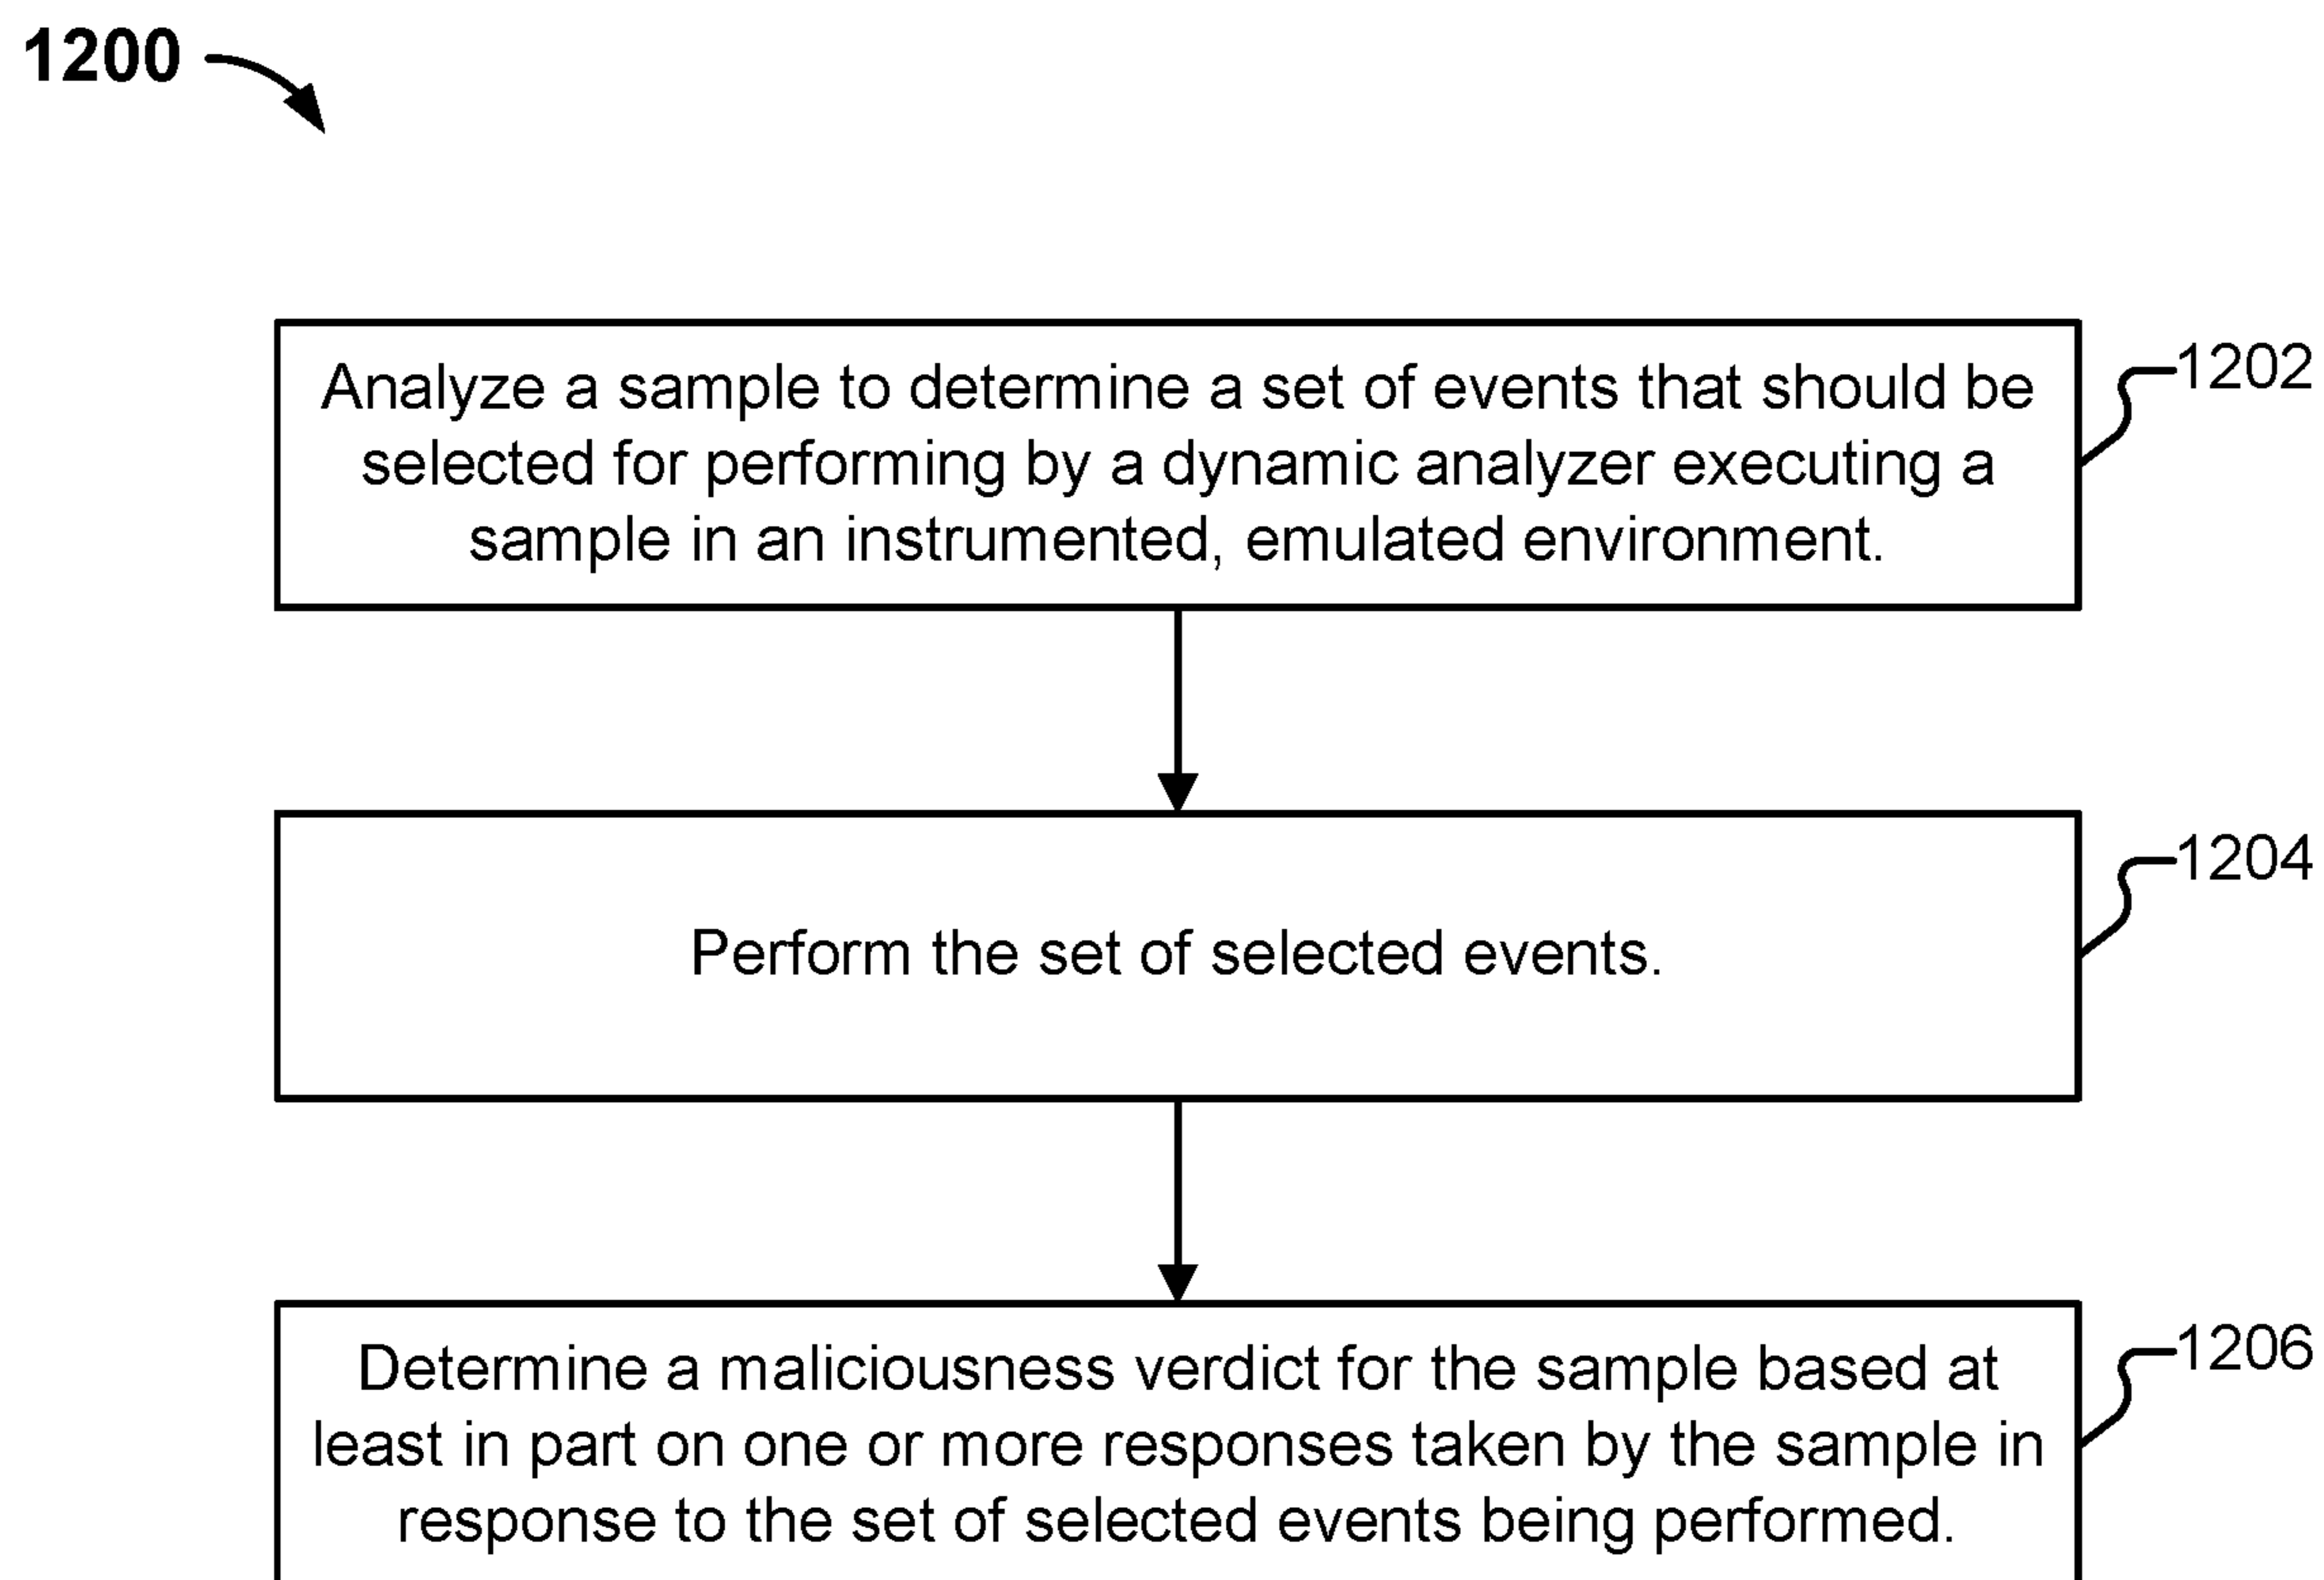 1200
Analyze a sample to determine a set of events that should be
selected for performing by a dynamic analyzer executing a
sample in an instrumented, emulated environment.
1202
Perform the set of selected events.
1204
Determine a maliciousness verdict for the sample based at
least in part on one or more responses taken by the sample in
response to the set of selected events being performed.
1206